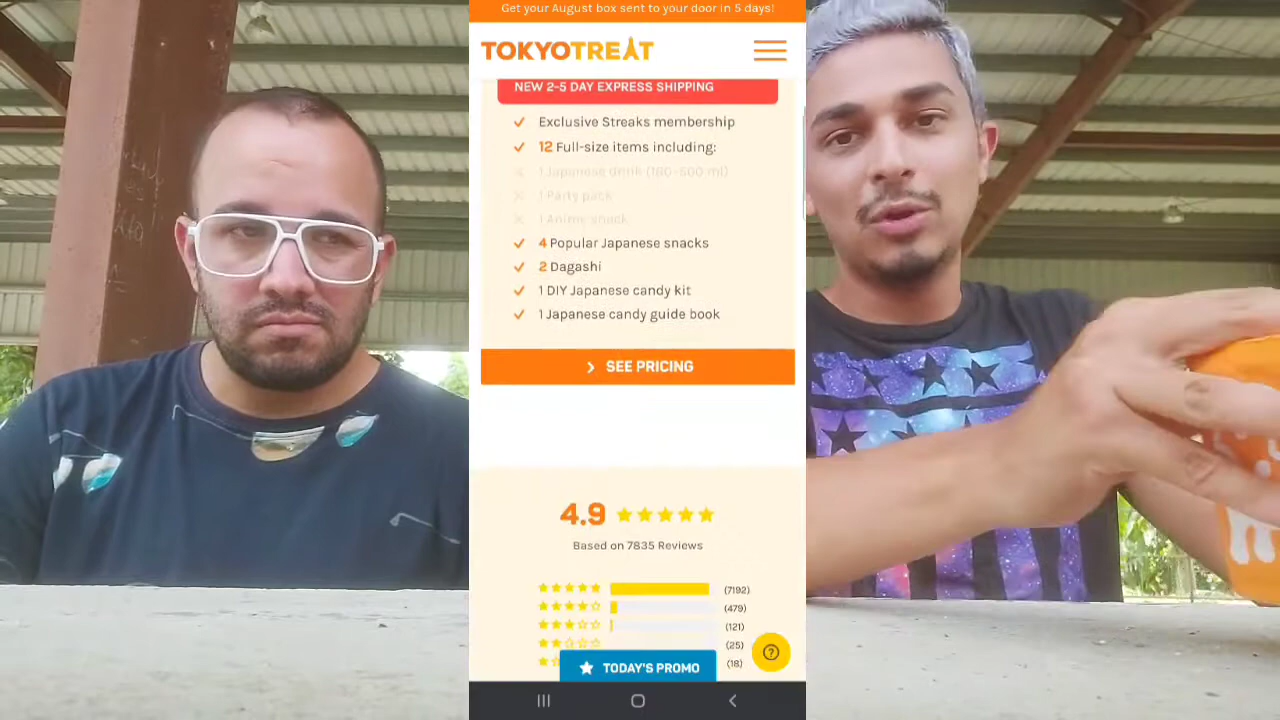 Get your August box sent to your door in 5 days!
TOKYOTREAT
NEW 2-5 DAY EXPRESS SHIPPING
Exclusive Streaks membership
12 Full-size items including:
1 Japanese drink (180-500 ml)
1 Party pack
1 Anime snack
4 Popular Japanese snacks
2 Dagashi
1 DIY Japanese candy kit
1 Japanese candy guide book
SEE PRICING
4.9
Based on 7835 Reviews
(7192)
(479)
(121)
(25)
(18)
TODAY'S PROMO
?